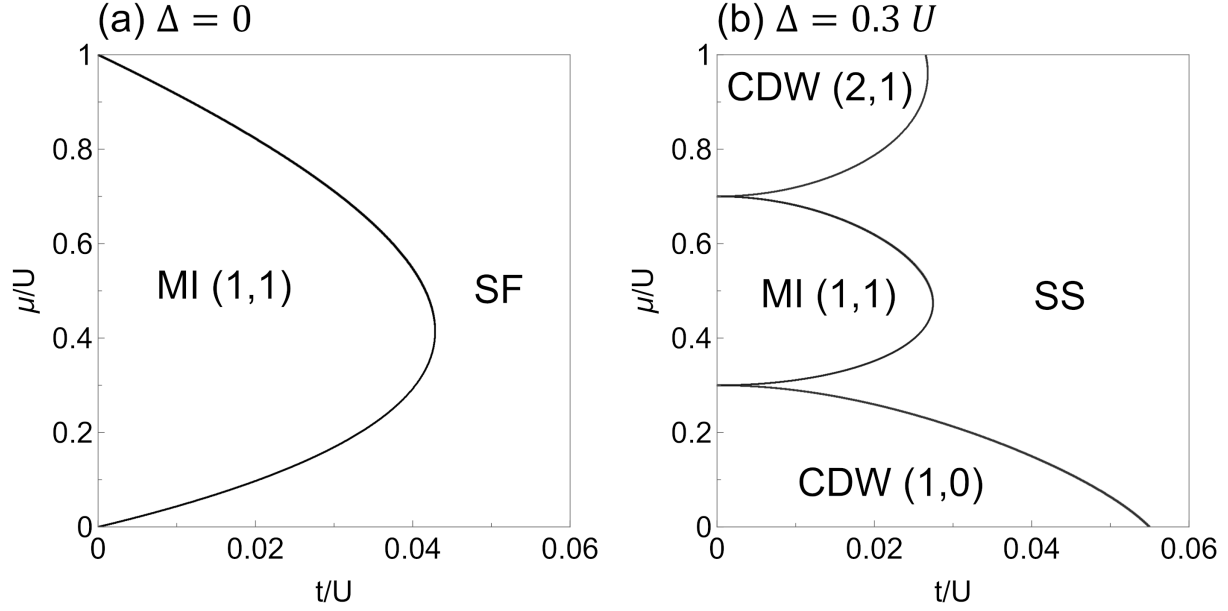 (a) Δ = 0
1
0.8
0.6
0.4
0.2
0
μ/U
MI (1,1)
SF
0
0.02
0.04
0.06
t/U
(b) Δ = 0.3 U
1
0.8
0.6
0.4
0.2
0
μ/U
CDW (2,1)
MI (1,1)
SS
CDW (1,0)
0
0.02
0.04
0.06
t/U